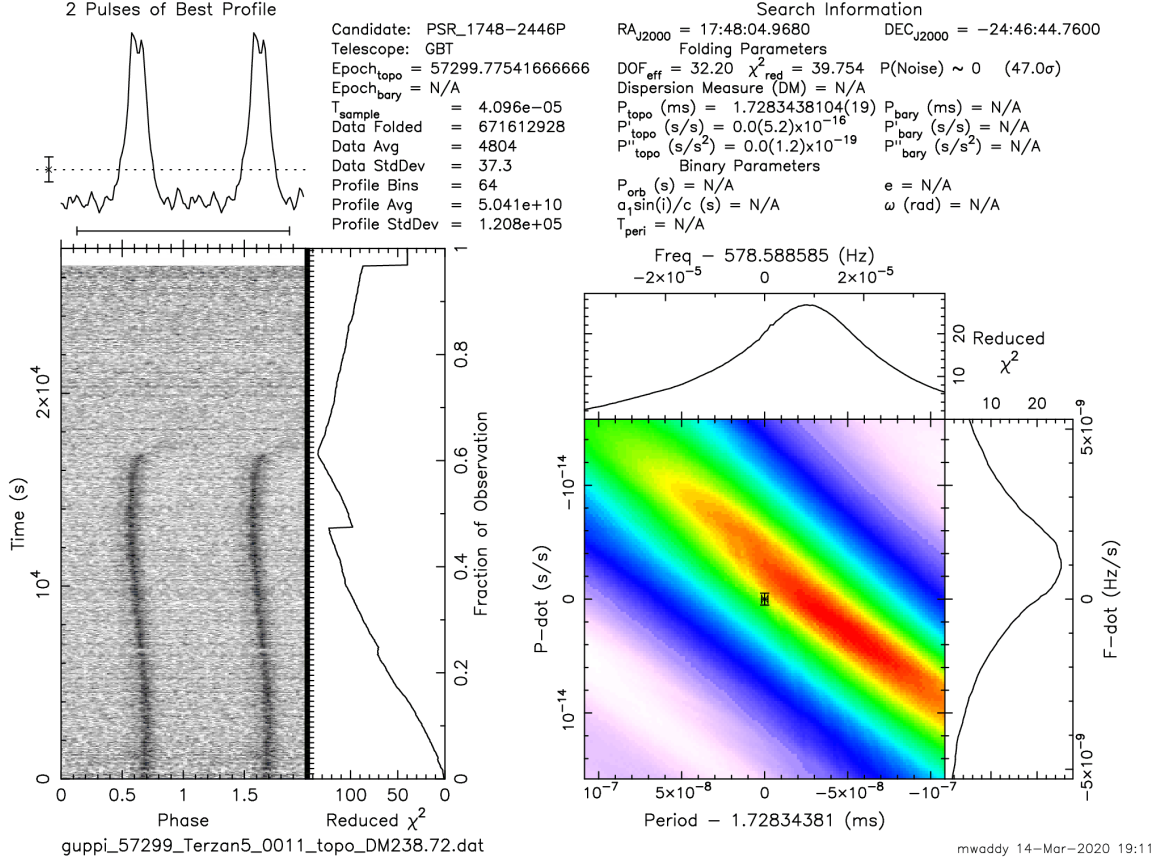 2 Pulses of Best Profile
Search Information
Candidate: PSR_1748−2446P
Telescope: GBT
Epoch_topo = 57299.77541666666
Epoch_bary = N/A
T_sample = 4.096e−05
Data Folded = 671612928
Data Avg = 4804
Data StdDev = 37.3
Profile Bins = 64
Profile Avg = 5.041e+10
Profile StdDev = 1.208e+05
RA_J2000 = 17:48:04.9680 DEC_J2000 = −24:46:44.7600
Folding Parameters
DOF_eff = 32.20 χ²_red = 39.754 P(Noise) ~ 0 (47.0σ)
Dispersion Measure (DM) = N/A
P_topo (ms) = 1.7283438104(19) P_bary (ms) = N/A
P'_topo (s/s) = 0.0(5.2)x10⁻¹⁶ P'_bary (s/s) = N/A
P''_topo (s/s²) = 0.0(1.2)x10⁻¹⁹ P''_bary (s/s²) = N/A
Binary Parameters
P_orb (s) = N/A e = N/A
a₁sin(i)/c (s) = N/A ω (rad) = N/A
T_peri = N/A
Time (s)
0 10⁴ 2×10⁴
0 0.5 1 1.5
Phase
Fraction of Observation
0 0.2 0.4 0.6 0.8 1
100 50 0
Reduced χ²
Freq − 578.588585 (Hz)
−2×10⁻⁵ 0 2×10⁻⁵
10 20
Reduced
χ²
10 20
P−dot (s/s)
−10⁻¹⁴ 0 10⁻¹⁴
5×10⁻⁹ 0 −5×10⁻⁹
F−dot (Hz/s)
10⁻⁷ 5×10⁻⁸ 0 −5×10⁻⁸ −10⁻⁷
Period − 1.72834381 (ms)
guppi_57299_Terzan5_0011_topo_DM238.72.dat
mwaddy 14−Mar−2020 19:11